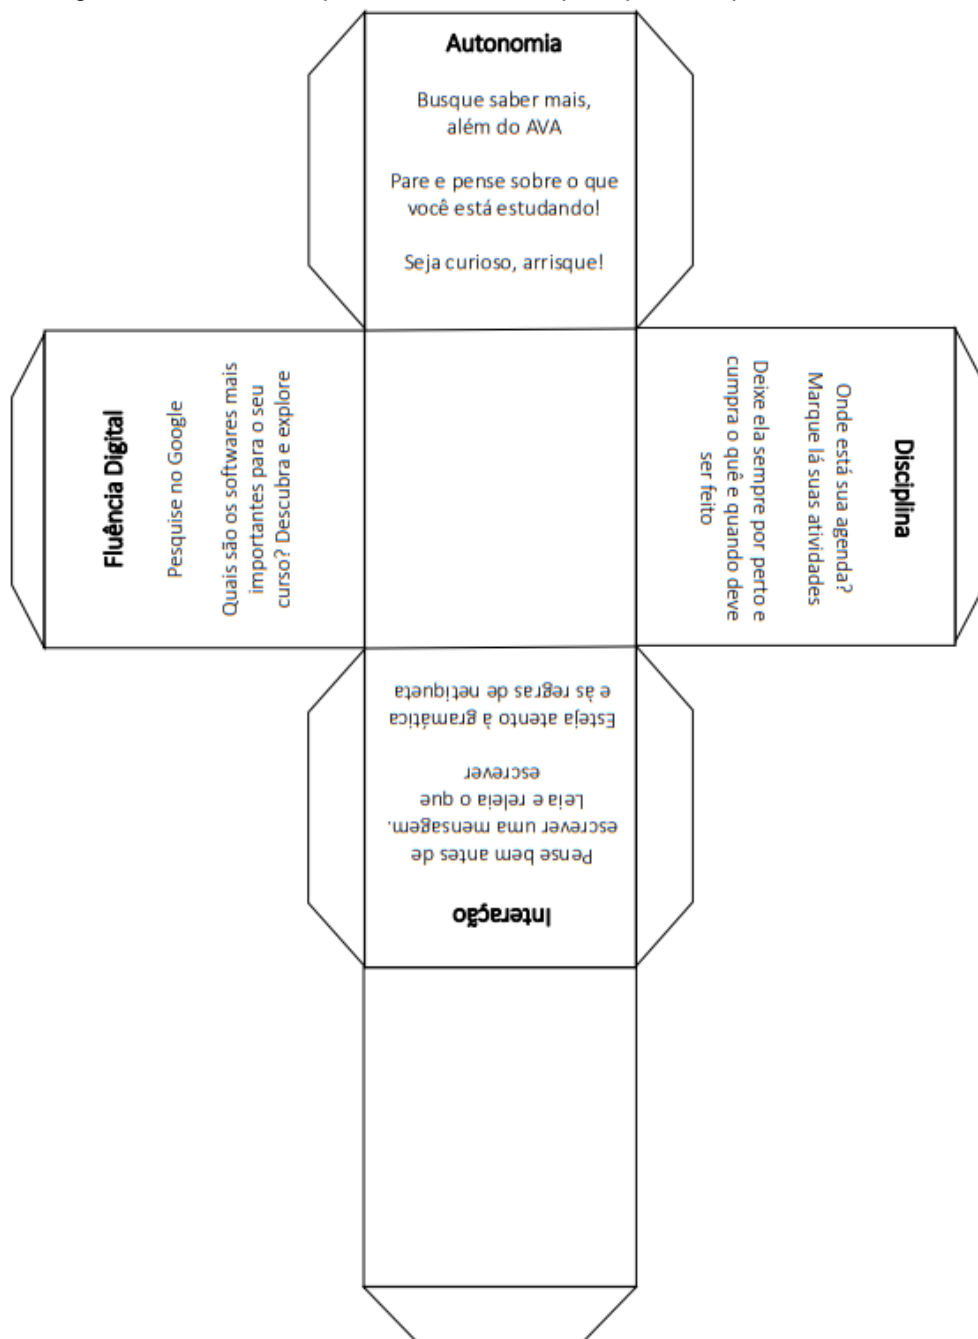 Autonomia
Busque saber mais,
além do AVA
Pare e pense sobre o que
você está estudando!
Seja curioso, arrisque!
Fluência Digital
Pesquise no Google
Quais são os softwares mais
importantes para o seu
curso? Descubra e explore
Disciplina
Onde está sua agenda?
Marque lá suas atividades
Deixe ela sempre por perto e
cumpra o quê e quando deve
ser feito
Interação
Pense bem antes de
escrever uma mensagem.
Leia e releia o que
escrever
Esteja atento à gramática
e às regras de netiqueta